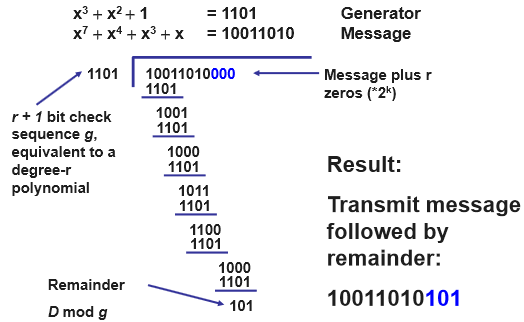 x³ + x² + 1 = 1101 Generator
x⁷ + x⁴ + x³ + x = 10011010 Message
1101 10011010000
Message plus r
zeros (*2ᵏ)
1101
r + 1 bit check
sequence g,
equivalent to a
degree-r
polynomial
1001
1101
1000
1101
1011
1101
1100
1101
1000
1101
101
Remainder
D mod g
Result:
Transmit message
followed by
remainder:
10011010101